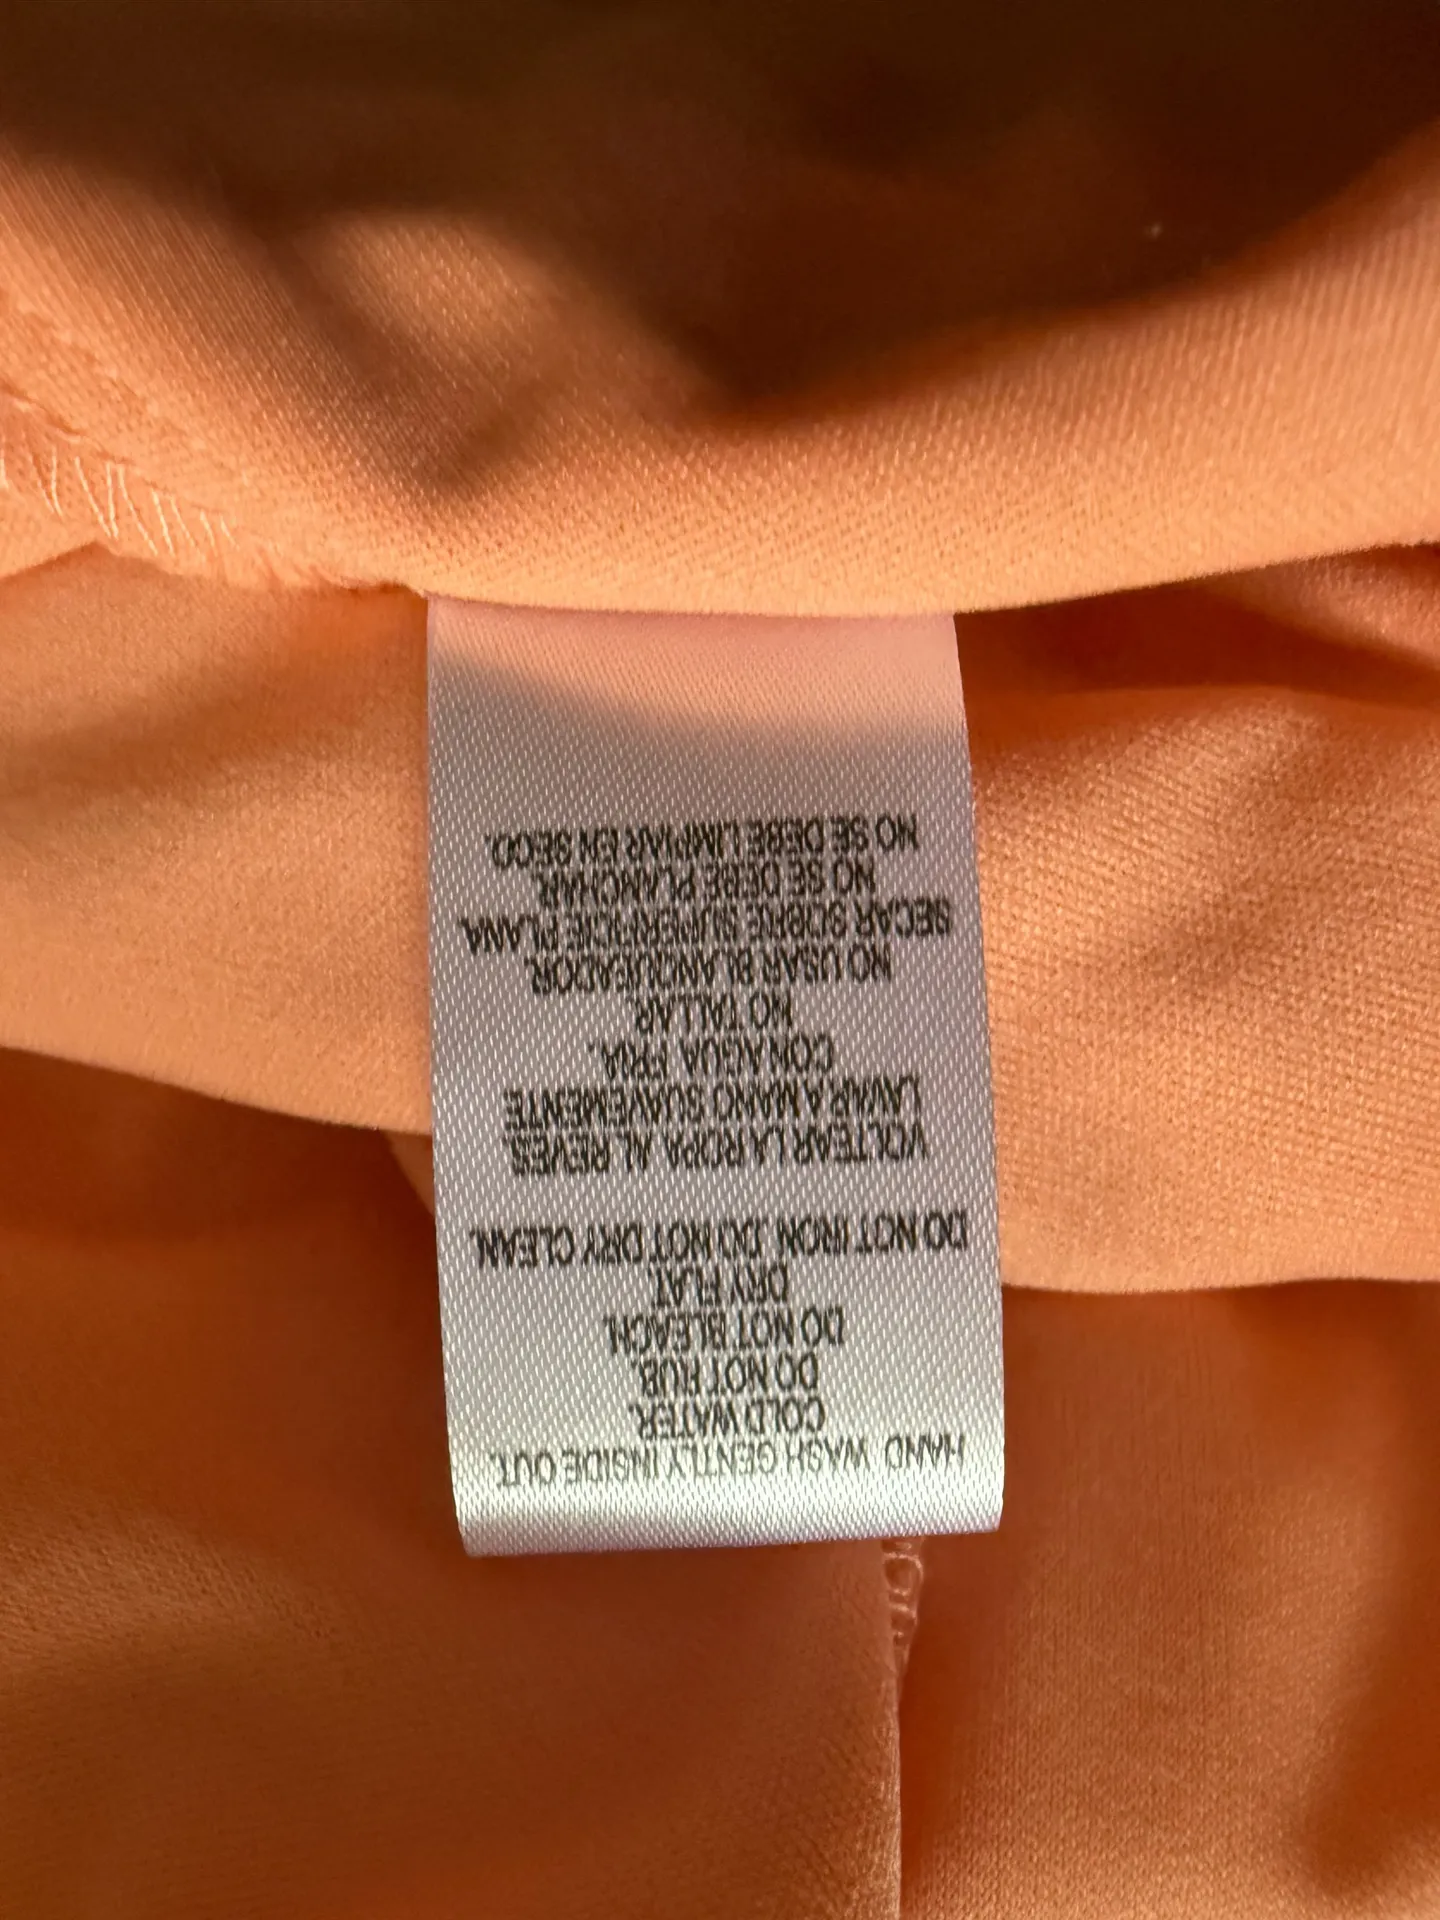 HAND WASH GENTLY INSIDE OUT.
COLD WATER.
DO NOT RUB.
DO NOT BLEACH.
DRY FLAT.
DO NOT IRON .DO NOT DRY CLEAN.
VOLTEAR LA ROPA AL REVES
LAVAR A MANO SUAVEMENTE
CON AGUA FRIA.
NO TALLAR.
NO USAR BLANQUEADOR.
SECAR SOBRE SUPERFICIE PLANA.
NO SE DEBE PLANCHAR.
NO SE DEBE LIMPIAR EN SECO.